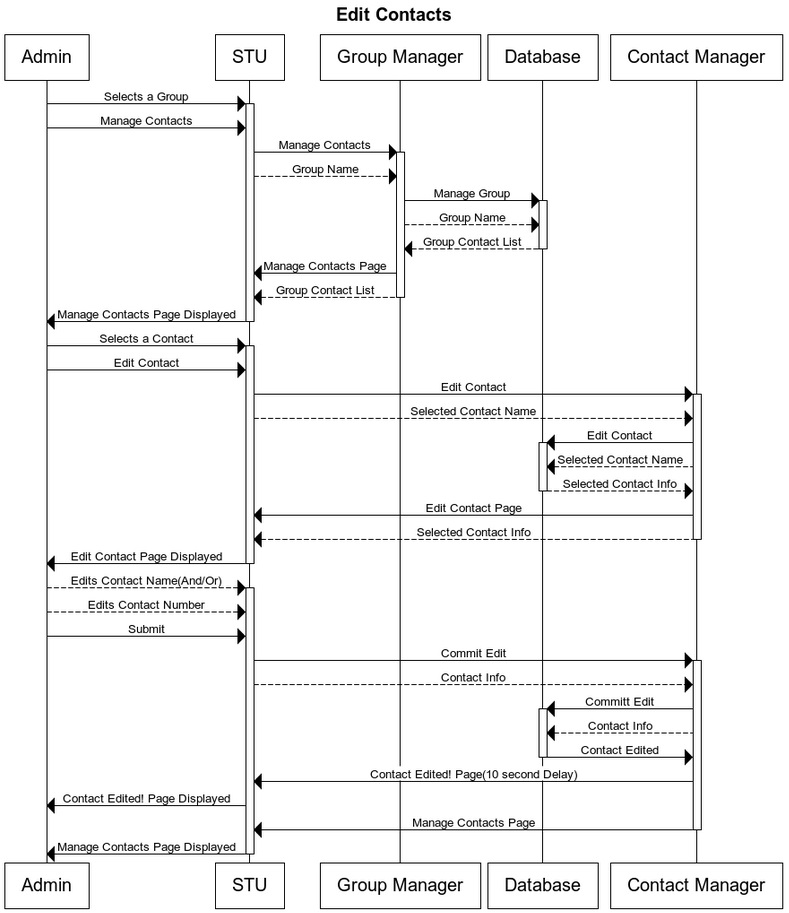 Edit Contacts
Admin STU Group Manager Database Contact Manager
Selects a Group
Manage Contacts
Manage Contacts
Group Name
Manage Group
Group Name
Group Contact List
Manage Contacts Page
Group Contact List
Manage Contacts Page Displayed
Selects a Contact
Edit Contact
Edit Contact
Selected Contact Name
Edit Contact
Selected Contact Name
Selected Contact Info
Edit Contact Page
Selected Contact Info
Edit Contact Page Displayed
Edits Contact Name(And/Or)
Edits Contact Number
Submit
Commit Edit
Contact Info
Committ Edit
Contact Info
Contact Edited
Contact Edited! Page(10 second Delay)
Contact Edited! Page Displayed
Manage Contacts Page
Manage Contacts Page Displayed
Admin STU Group Manager Database Contact Manager